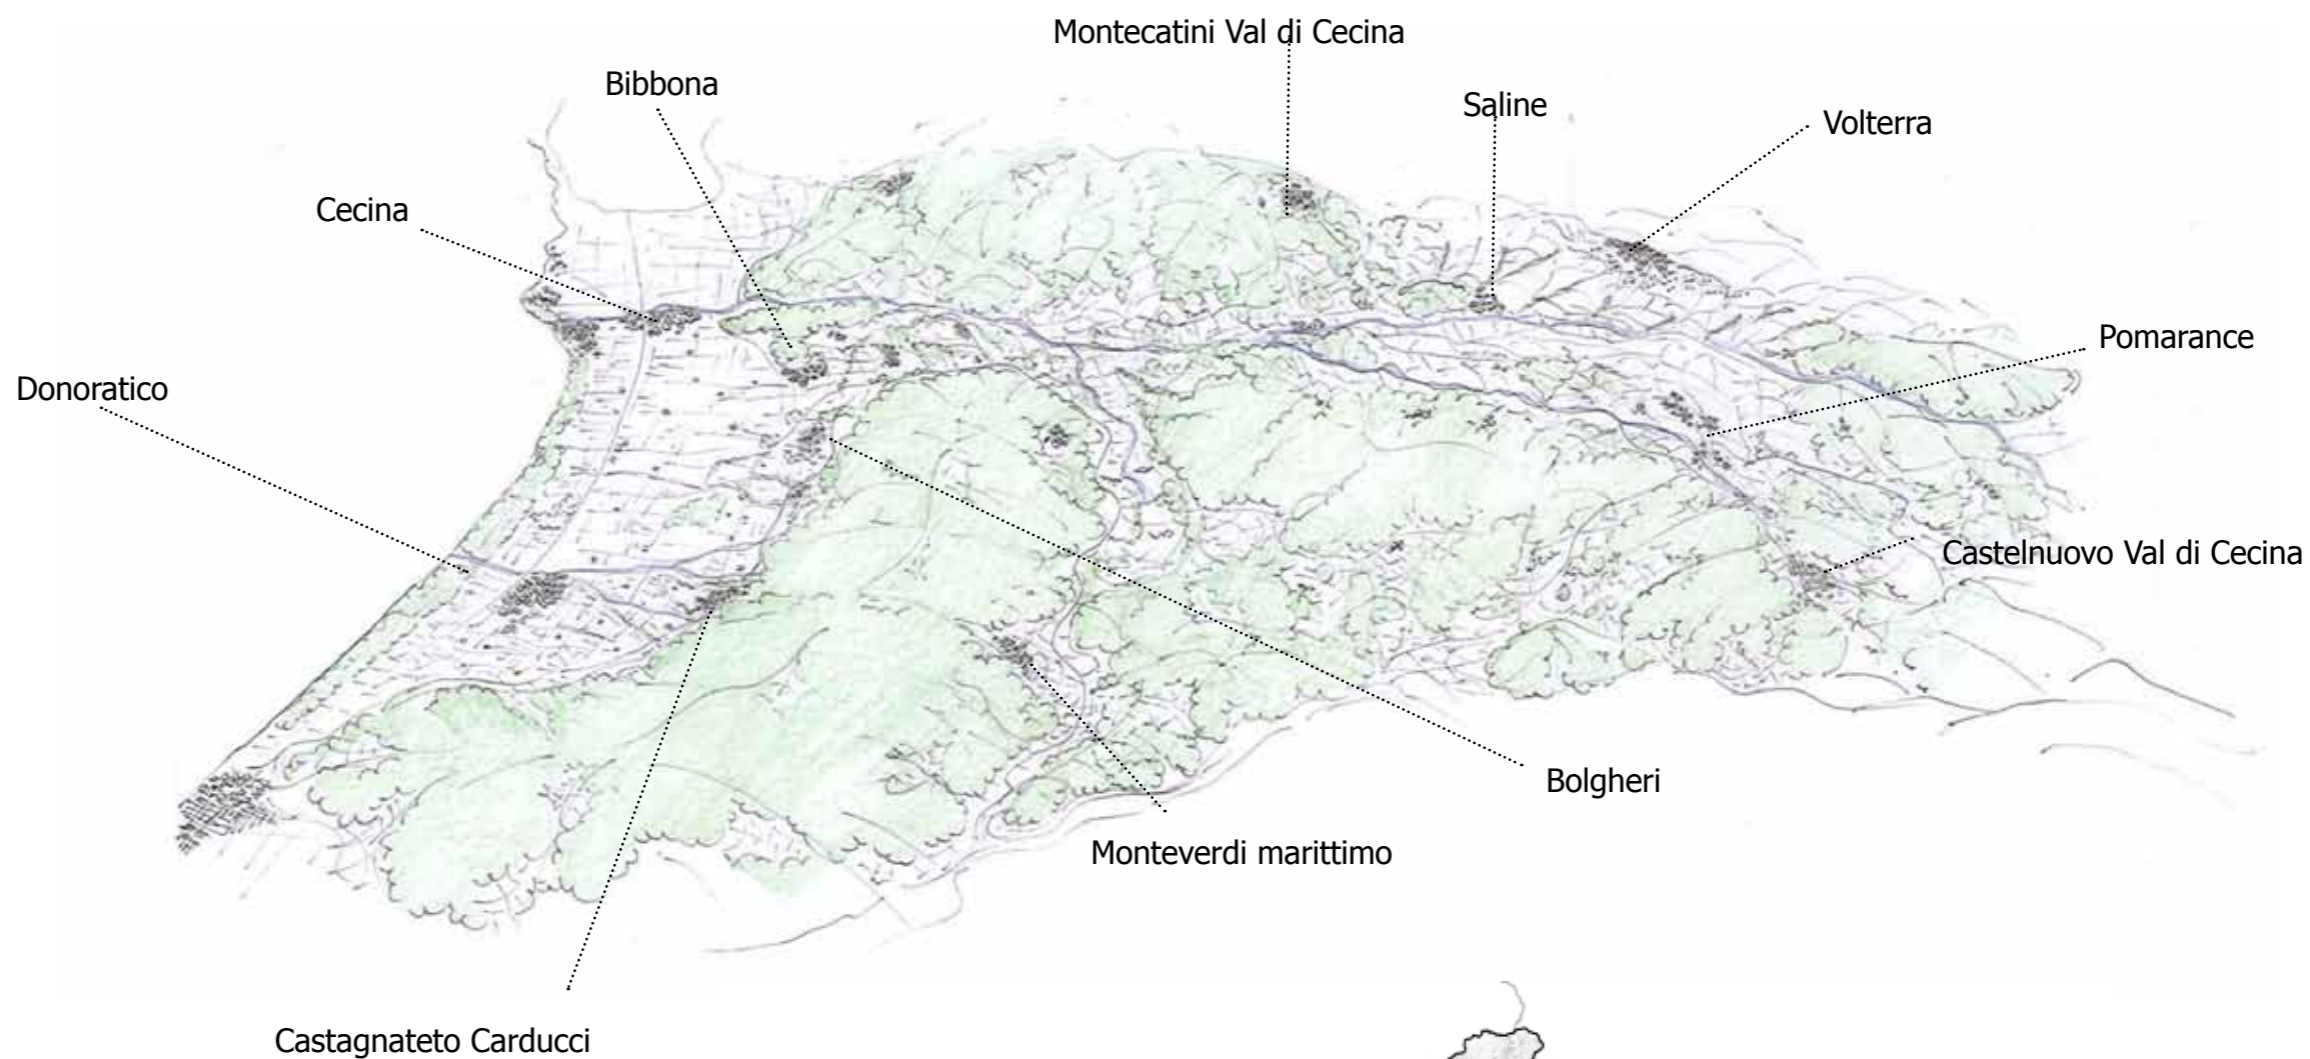 Montecatini Val di Cecina
Bibbona
Saline
Volterra
Cecina
Pomarance
Donoratico
Castelnuovo Val di Cecina
Bolgheri
Monteverdi marittimo
Castagnateto Carducci